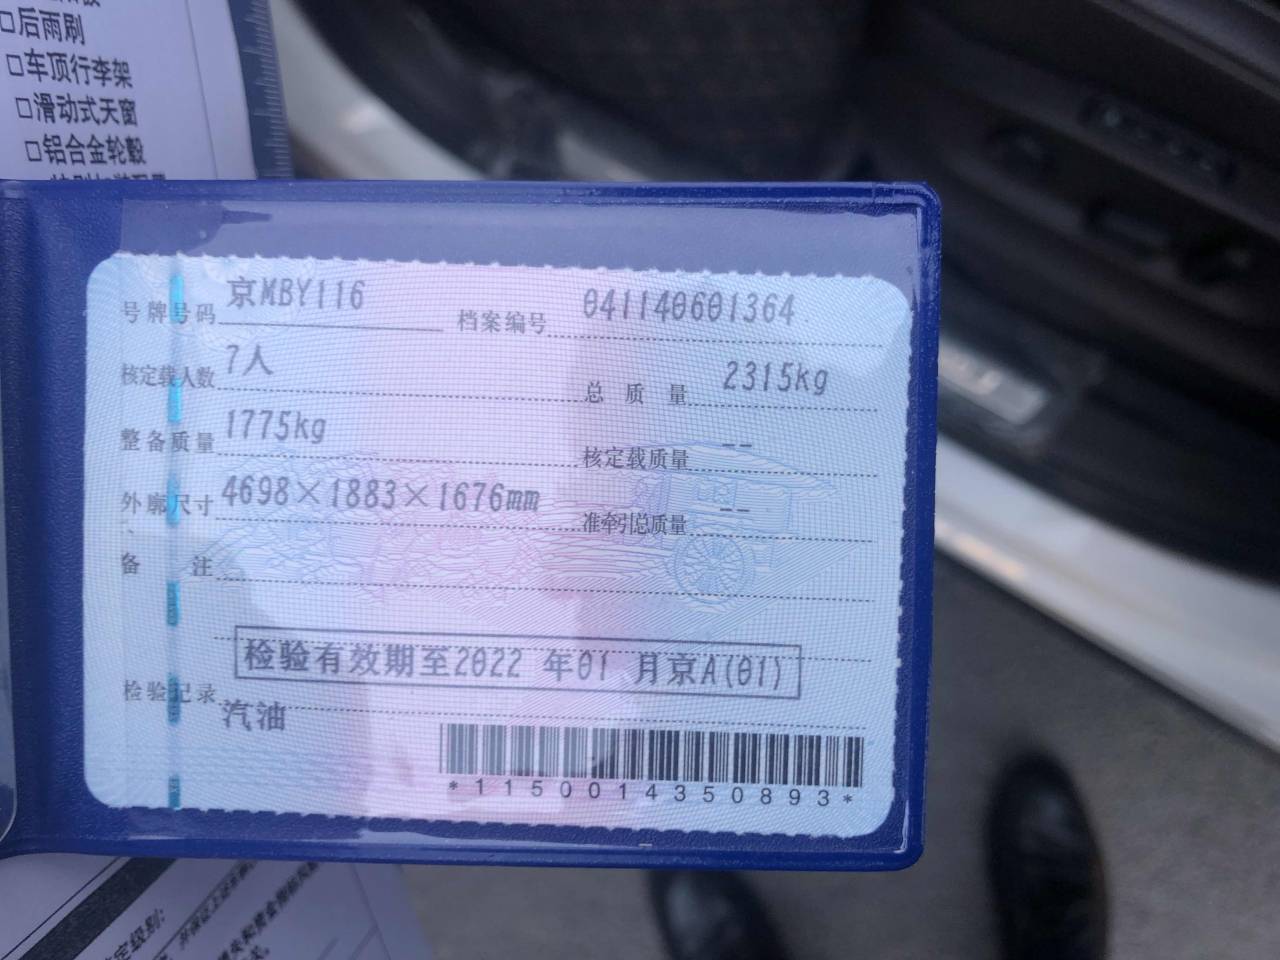 □后雨刷
□车顶行李架
□滑动式天窗
□铝合金轮毂
号牌号码 京MBY116 档案编号 041140601364
核定载人数 7人 总质量 2315kg
整备质量 1775kg 核定载质量 --
外廓尺寸 4698×1883×1676mm 准牵引总质量 --
备注
检验有效期至2022 年01 月京A(01)
检验记录
汽油
*1150014350893*
定级别: